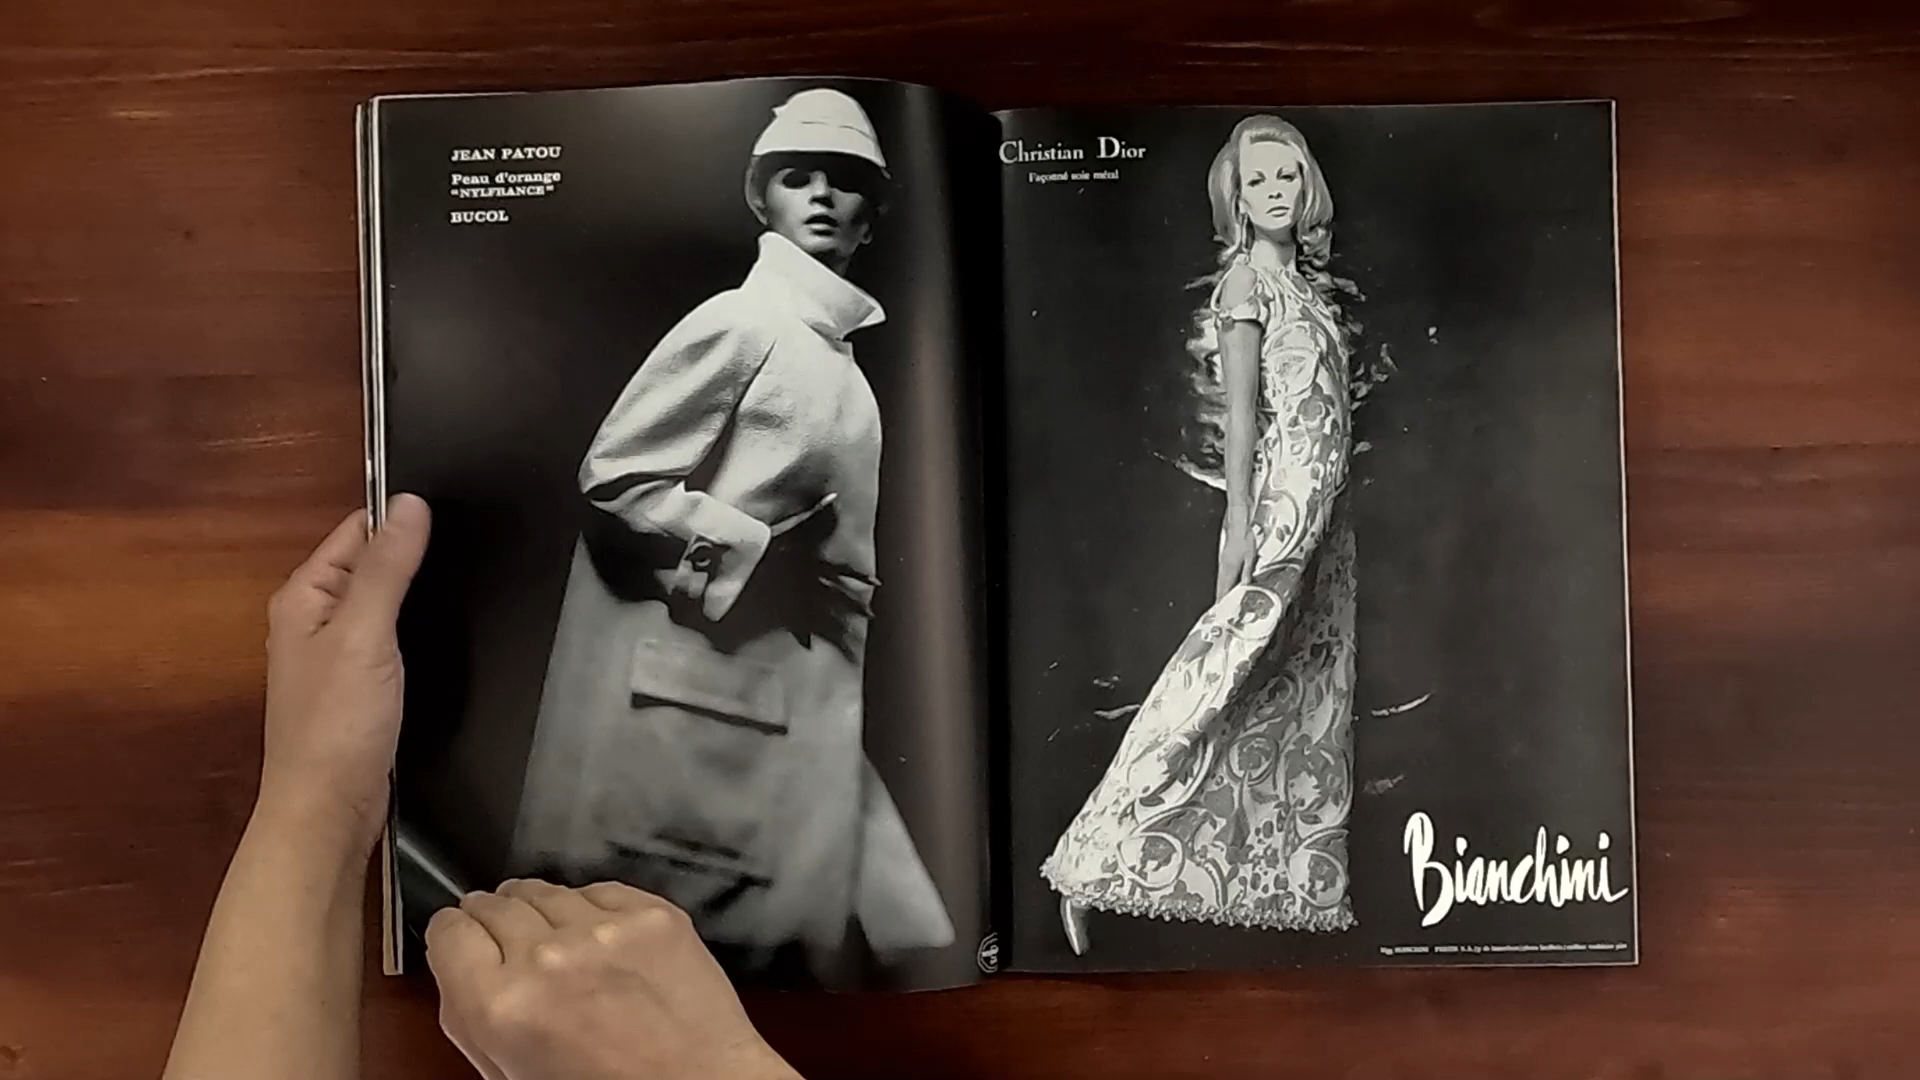 JEAN PATOU
Peau d'orange
"NYLFRANCE"
BUCOL
Christian Dior
Façonné soie métal
Bianchini